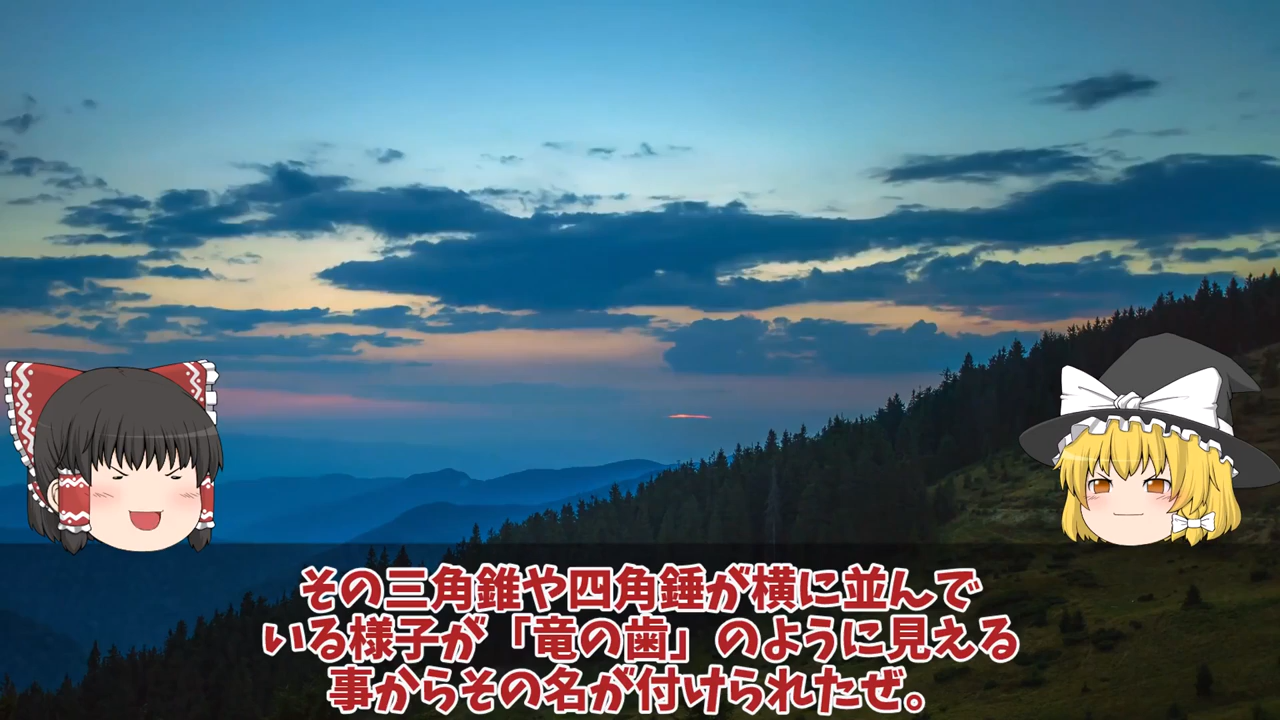 その三角錐や四角錘が横に並んで
いる様子が「竜の歯」のように見える
事からその名が付けられたぜ。